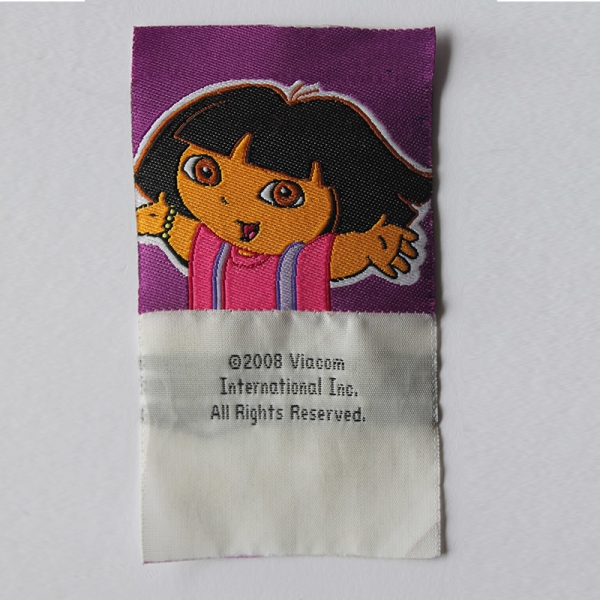 ©2008 Viacom
International Inc.
All Rights Reserved.